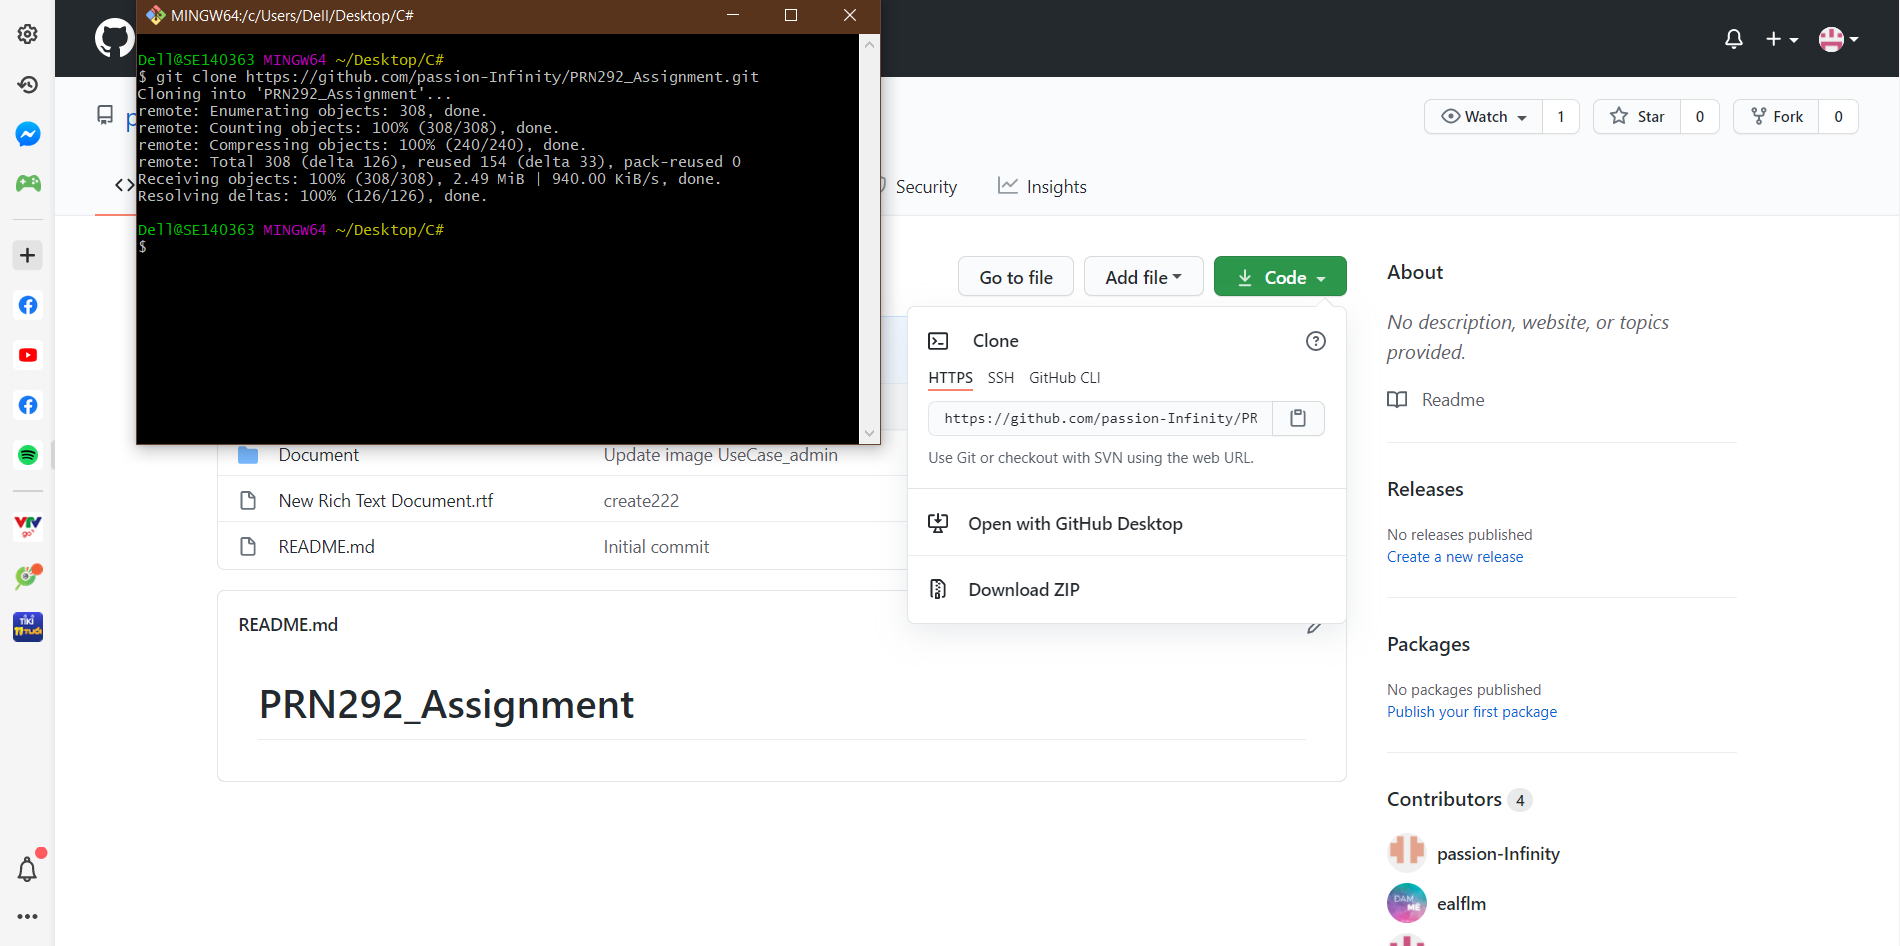 MINGW64:/c/Users/Dell/Desktop/C#
Dell@SE140363 MINGW64 ~/Desktop/C#
$ git clone https://github.com/passion-Infinity/PRN292_Assignment.git
Cloning into 'PRN292_Assignment'...
remote: Enumerating objects: 308, done.
remote: Counting objects: 100% (308/308), done.
remote: Compressing objects: 100% (240/240), done.
remote: Total 308 (delta 126), reused 154 (delta 33), pack-reused 0
Receiving objects: 100% (308/308), 2.49 MiB | 940.00 KiB/s, done.
Resolving deltas: 100% (126/126), done.
Dell@SE140363 MINGW64 ~/Desktop/C#
$
p
Watch 1 Star 0 Fork 0
Security Insights
Go to file Add file Code
Clone
HTTPS SSH GitHub CLI
https://github.com/passion-Infinity/PR
Use Git or checkout with SVN using the web URL.
Open with GitHub Desktop
Download ZIP
Document Update image UseCase_admin
New Rich Text Document.rtf create222
README.md Initial commit
README.md
PRN292_Assignment
About
No description, website, or topics
provided.
Readme
Releases
No releases published
Create a new release
Packages
No packages published
Publish your first package
Contributors 4
passion-Infinity
DAM
ME
ealflm
VTV
go
TIKI
11 TUỔI